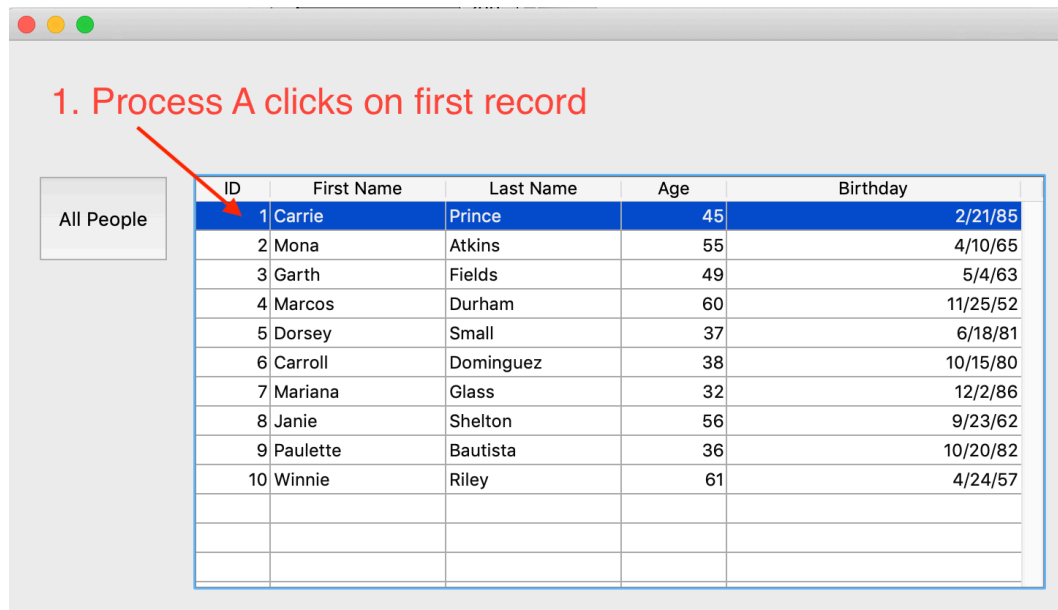 1. Process A clicks on first record
All People
ID First Name Last Name Age Birthday
1 Carrie Prince 45 2/21/85
2 Mona Atkins 55 4/10/65
3 Garth Fields 49 5/4/63
4 Marcos Durham 60 11/25/52
5 Dorsey Small 37 6/18/81
6 Carroll Dominguez 38 10/15/80
7 Mariana Glass 32 12/2/86
8 Janie Shelton 56 9/23/62
9 Paulette Bautista 36 10/20/82
10 Winnie Riley 61 4/24/57